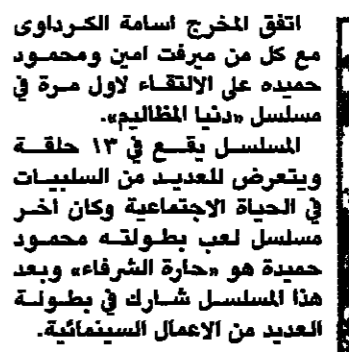 اتفق المخرج اسامة الكرداوى
مع كل من ميرفت امين ومحمود
حميده على الالتقاء لاول مرة في
مسلسل «دنيا المظاليم».
المسلسل يقع في ١٣ حلقة
ويتعرض للعديد من السلبيات
في الحياة الاجتماعية وكان أخر
مسلسل لعب بطولته محمود
حميدة هو «حارة الشرفاء» وبعد
هذا المسلسل شارك في بطولة
العديد من الاعمال السينمائية.